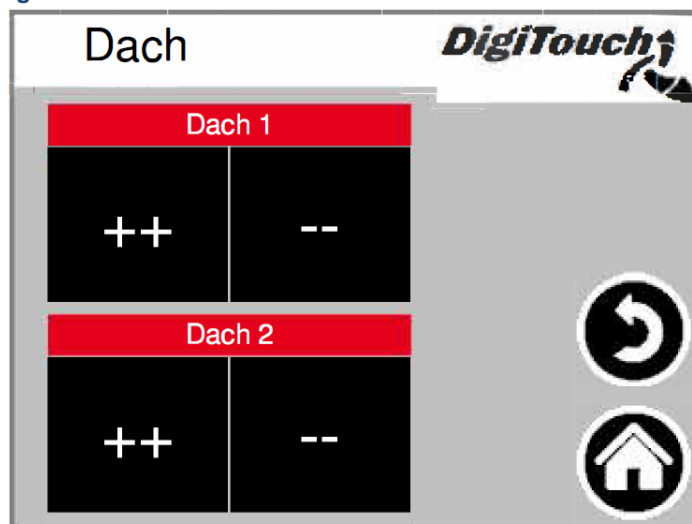 Dach
DigiTouch
Dach 1
++ --
Dach 2
++ --